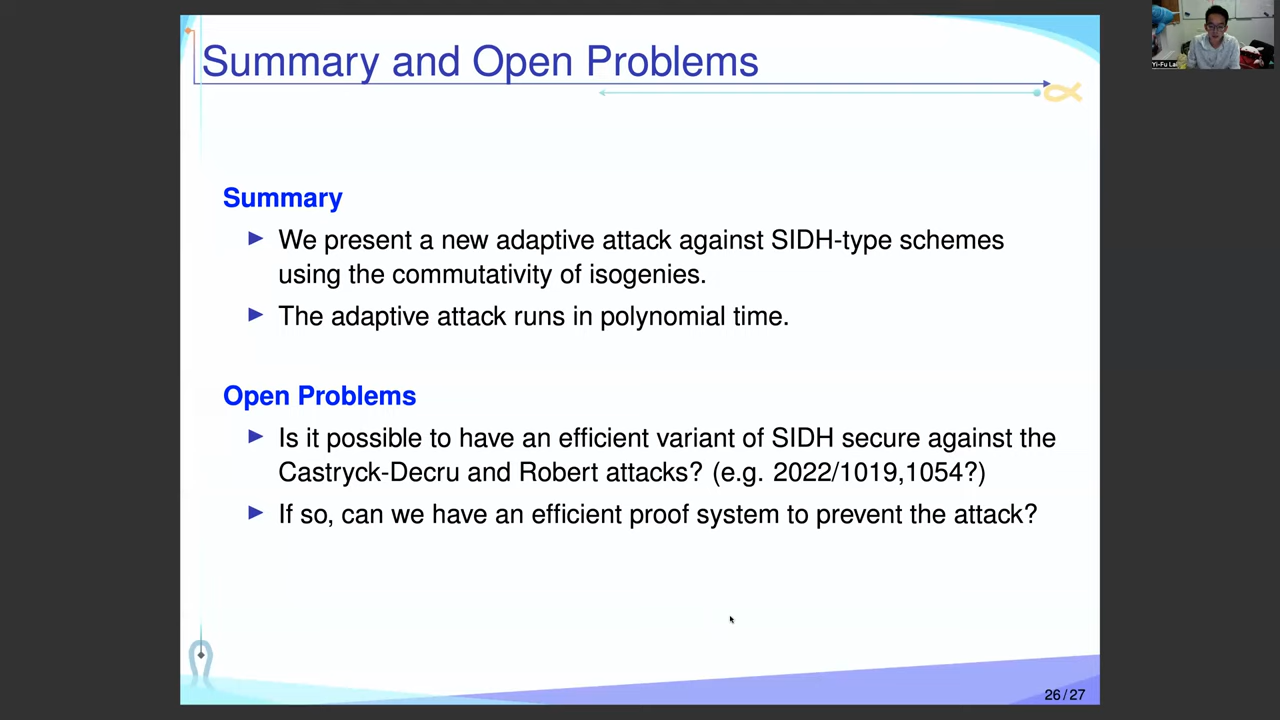 Summary and Open Problems
Summary
We present a new adaptive attack against SIDH-type schemes
using the commutativity of isogenies.
The adaptive attack runs in polynomial time.
Open Problems
Is it possible to have an efficient variant of SIDH secure against the
Castryck-Decru and Robert attacks? (e.g. 2022/1019,1054?)
If so, can we have an efficient proof system to prevent the attack?
26/27
Yi-Fu Lai